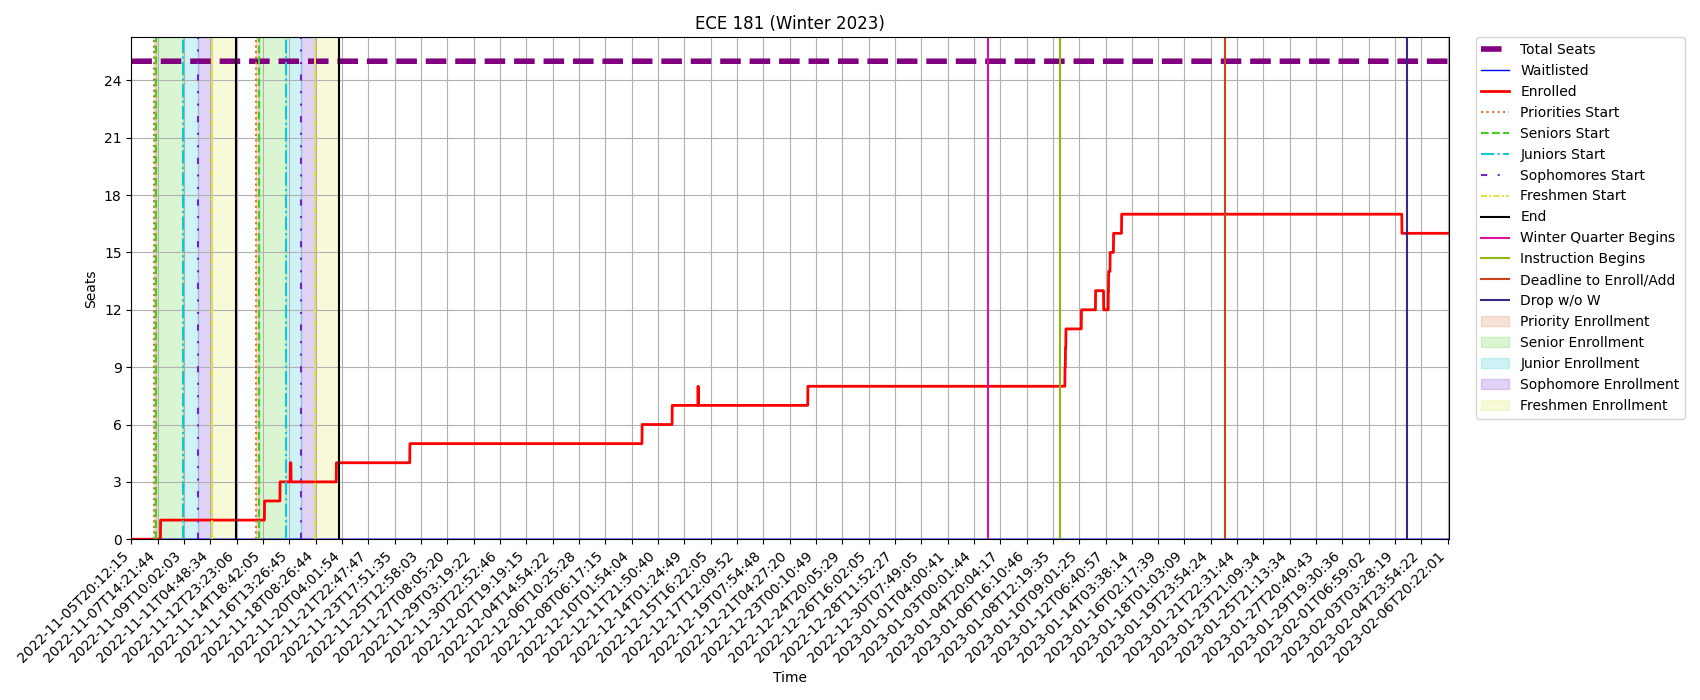 ECE 181 (Winter 2023)
Seats
24
21
18
15
12
9
6
3
0
2022-11-05T20:12:15
2022-11-07T14:21:44
2022-11-09T10:02:03
2022-11-11T04:48:34
2022-11-12T23:23:06
2022-11-14T18:42:05
2022-11-16T13:26:45
2022-11-18T08:26:44
2022-11-20T04:01:54
2022-11-21T22:47:47
2022-11-23T17:51:35
2022-11-25T12:58:03
2022-11-27T08:05:20
2022-11-29T03:19:22
2022-11-30T22:52:46
2022-12-02T19:19:15
2022-12-04T14:54:22
2022-12-06T10:25:28
2022-12-08T06:17:15
2022-12-10T01:54:04
2022-12-11T21:50:40
2022-12-14T01:24:49
2022-12-15T16:22:05
2022-12-17T12:09:52
2022-12-19T07:54:48
2022-12-21T04:27:20
2022-12-23T00:10:49
2022-12-24T20:05:29
2022-12-26T16:02:05
2022-12-28T11:52:27
2022-12-30T07:49:05
2023-01-01T04:00:41
2023-01-03T00:01:44
2023-01-04T20:04:17
2023-01-06T16:10:46
2023-01-08T12:19:35
2023-01-10T09:01:25
2023-01-12T06:40:57
2023-01-14T03:38:14
2023-01-16T02:17:39
2023-01-18T01:03:09
2023-01-19T23:54:24
2023-01-21T22:31:44
2023-01-23T21:09:34
2023-01-25T21:13:34
2023-01-27T20:40:43
2023-01-29T19:30:36
2023-02-01T06:59:02
2023-02-03T03:28:19
2023-02-04T23:54:22
2023-02-06T20:22:01
Time
Total Seats
Waitlisted
Enrolled
Priorities Start
Seniors Start
Juniors Start
Sophomores Start
Freshmen Start
End
Winter Quarter Begins
Instruction Begins
Deadline to Enroll/Add
Drop w/o W
Priority Enrollment
Senior Enrollment
Junior Enrollment
Sophomore Enrollment
Freshmen Enrollment